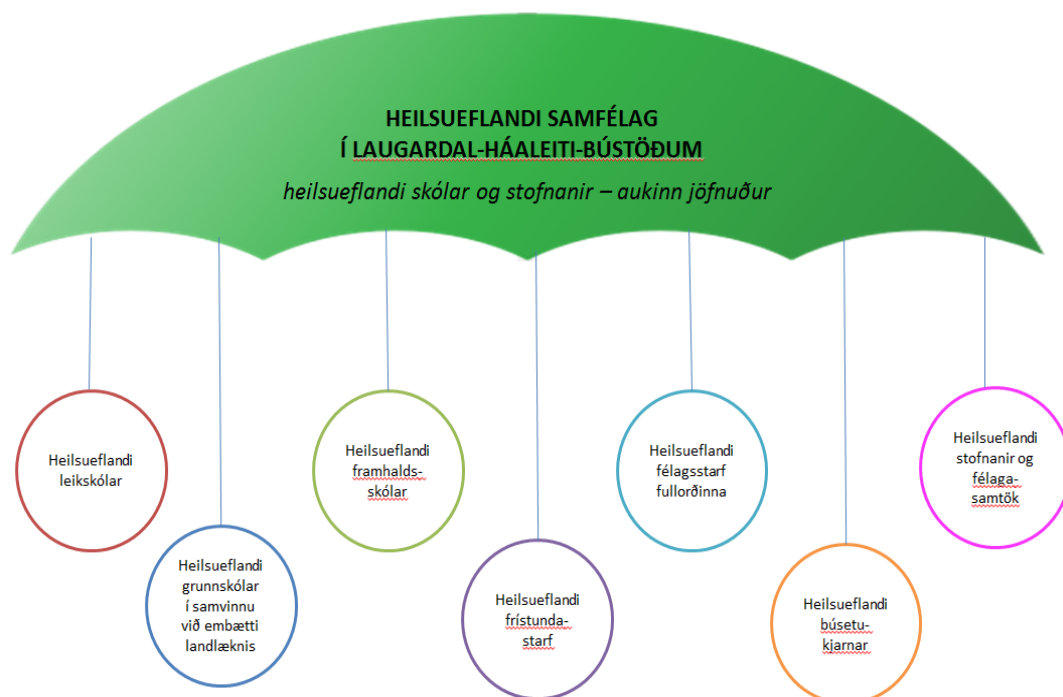 HEILSUEFLANDI SAMFÉLAG
Í LAUGARDAL-HÁALEITI-BÚSTÖÐUM
heilsueflandi skólar og stofnanir – aukinn jöfnuður
Heilsueflandi
leikskólar
Heilsueflandi
grunnskólar
í samvinnu
við embætti
landlæknis
Heilsueflandi
framhalds-
skólar
Heilsueflandi
frístunda-
starf
Heilsueflandi
félagsstarf
fullorðinna
Heilsueflandi
búsetu-
kjarnar
Heilsueflandi
stofnanir og
félaga-
samtök